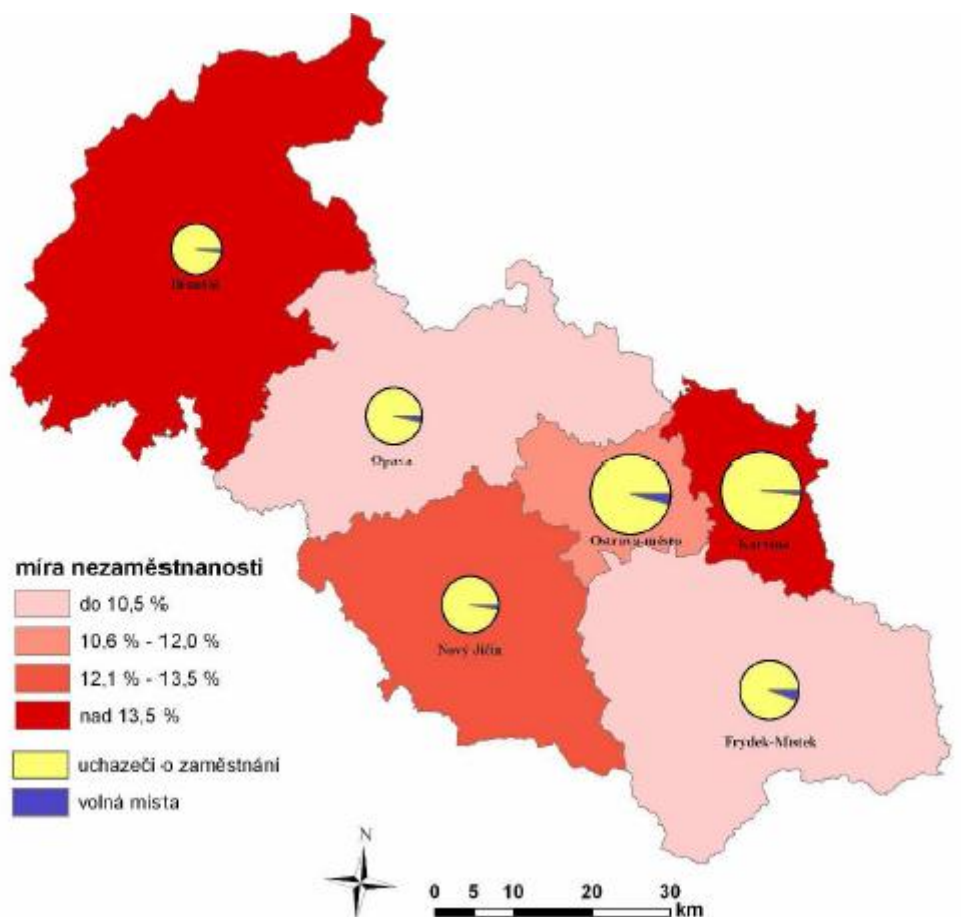 Bruntál
Opava
Ostrava-město
Karviná
Nový Jičín
Frýdek-Místek
míra nezaměstnanosti
do 10,5 %
10,6 % - 12,0 %
12,1 % - 13,5 %
nad 13,5 %
uchazeči o zaměstnání
volná místa
N
0 5 10 20 30
km